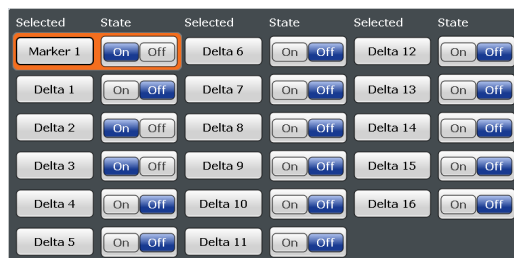 Selected State Selected State Selected State
Marker 1 On Off Delta 6 On Off Delta 12 On Off
Delta 1 On Off Delta 7 On Off Delta 13 On Off
Delta 2 On Off Delta 8 On Off Delta 14 On Off
Delta 3 On Off Delta 9 On Off Delta 15 On Off
Delta 4 On Off Delta 10 On Off Delta 16 On Off
Delta 5 On Off Delta 11 On Off